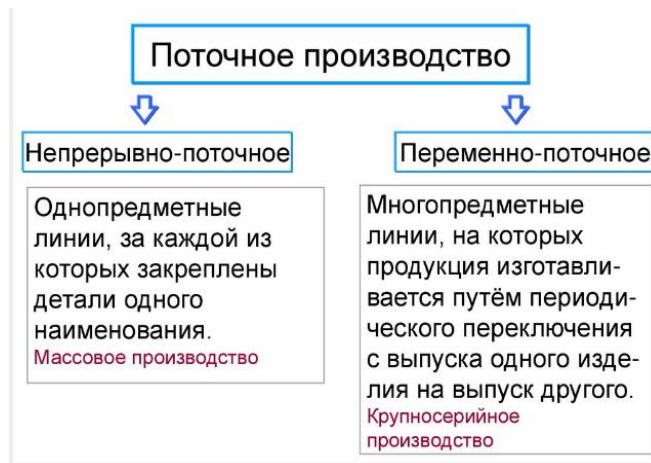 Поточное производство
Непрерывно-поточное
Переменно-поточное
Однопредметные
линии, за каждой из
которых закреплены
детали одного
наименования.
Массовое производство
Многопредметные
линии, на которых
продукция изготавли-
вается путём периоди-
ческого переключения
с выпуска одного изде-
лия на выпуск другого.
Крупносерийное
производство